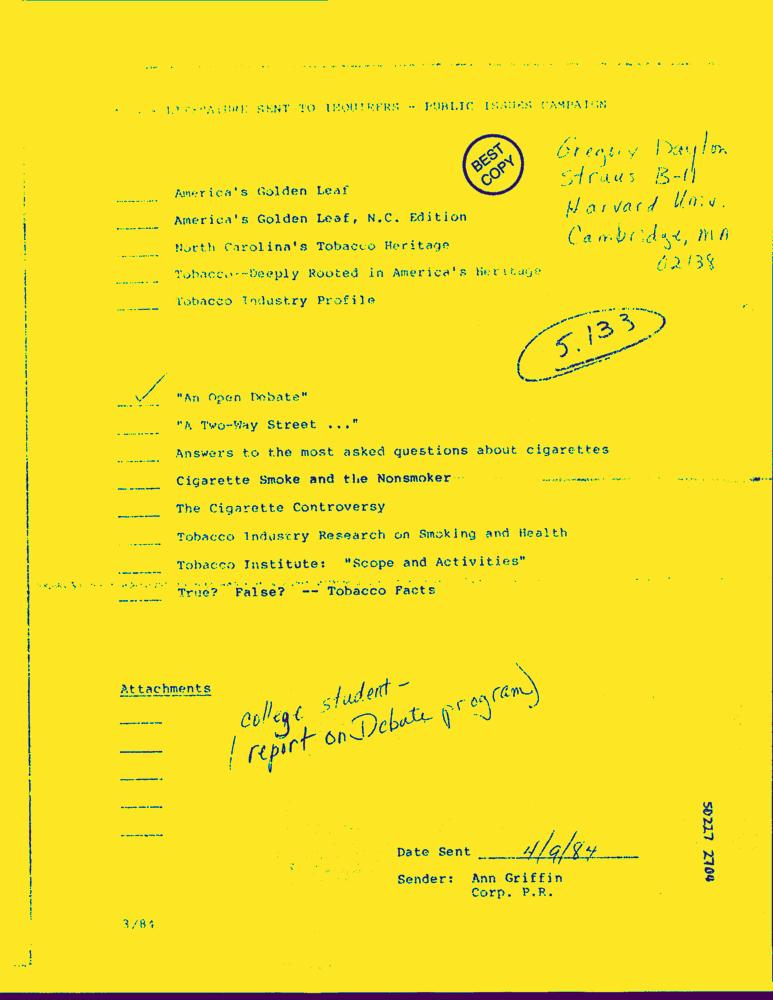 LITERATURE SENT TO INQUIRERS - PUBLIC ISSUES CAMPAIGN
BEST
COPY
Gregory Daylon
Straus B-11
Harvard Univ.
Cambridge, MA
02138
America's Golden Leaf
America's Golden Leaf, N.C. Edition
North Carolina's Tobacco Heritage
Tobacco--Deeply Rooted in America's Heritage
Tobacco Industry Profile
5.133
"An Open Debate"
"A Two-Way Street ..."
Answers to the most asked questions about cigarettes
Cigarette Smoke and the Nonsmoker
The Cigarette Controversy
Tobacco Industry Research on Smoking and Health
Tobacco Institute: "Scope and Activities"
True? False? -- Tobacco Facts
Attachments
college student -
( report on Debate program)
Date Sent 4/9/84
Sender: Ann Griffin
Corp. P.R.
50227 2704
3/84